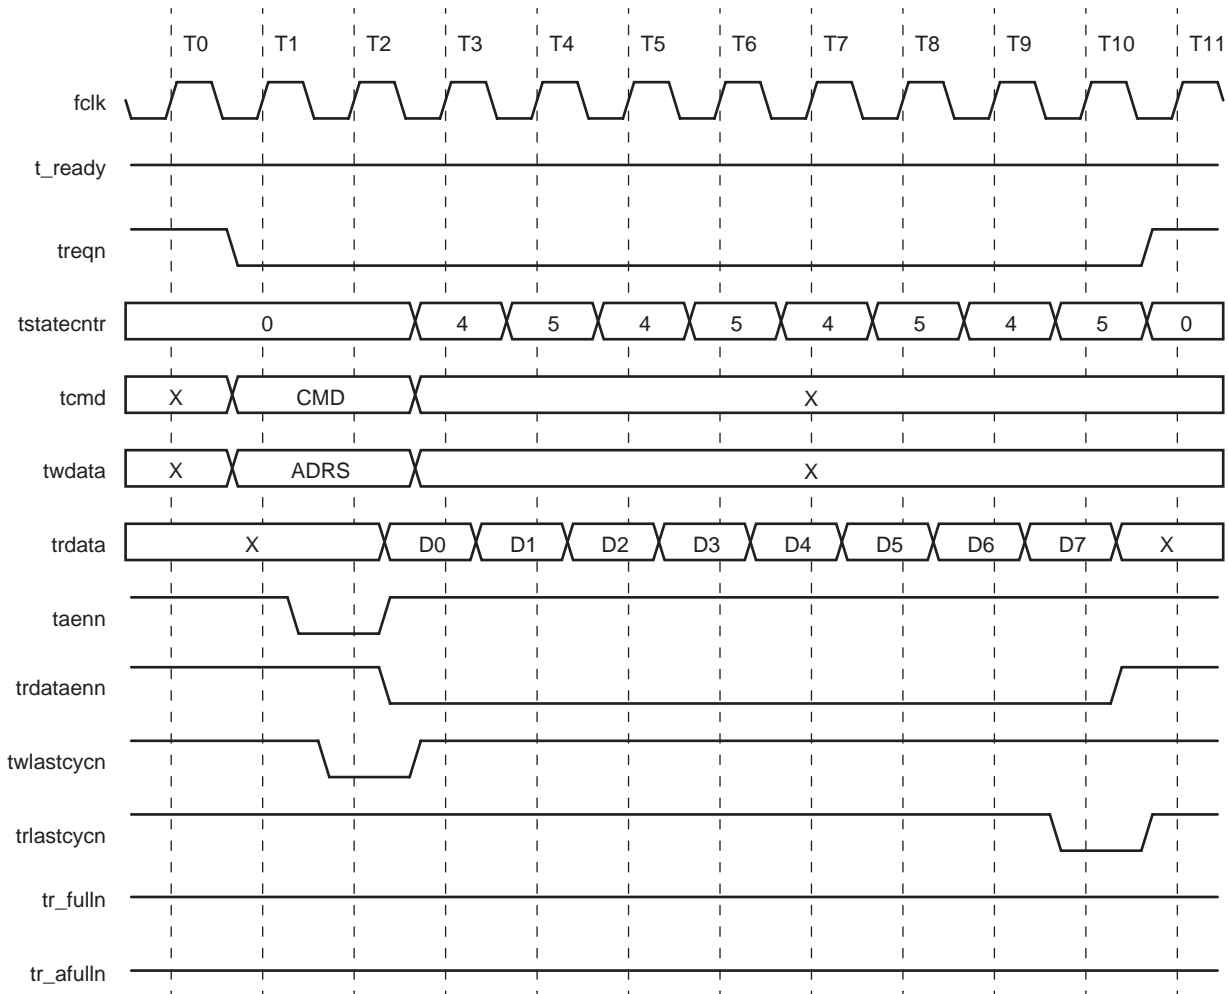 T0 T1 T2 T3 T4 T5 T6 T7 T8 T9 T10 T11
fclk
t_ready
treqn
tstatecntr 0 4 5 4 5 4 5 4 5 0
tcmd X CMD X
twdata X ADRS X
trdata X D0 D1 D2 D3 D4 D5 D6 D7 X
taenn
trdataenn
twlastcycn
trlastcycn
tr_fulln
tr_afulln